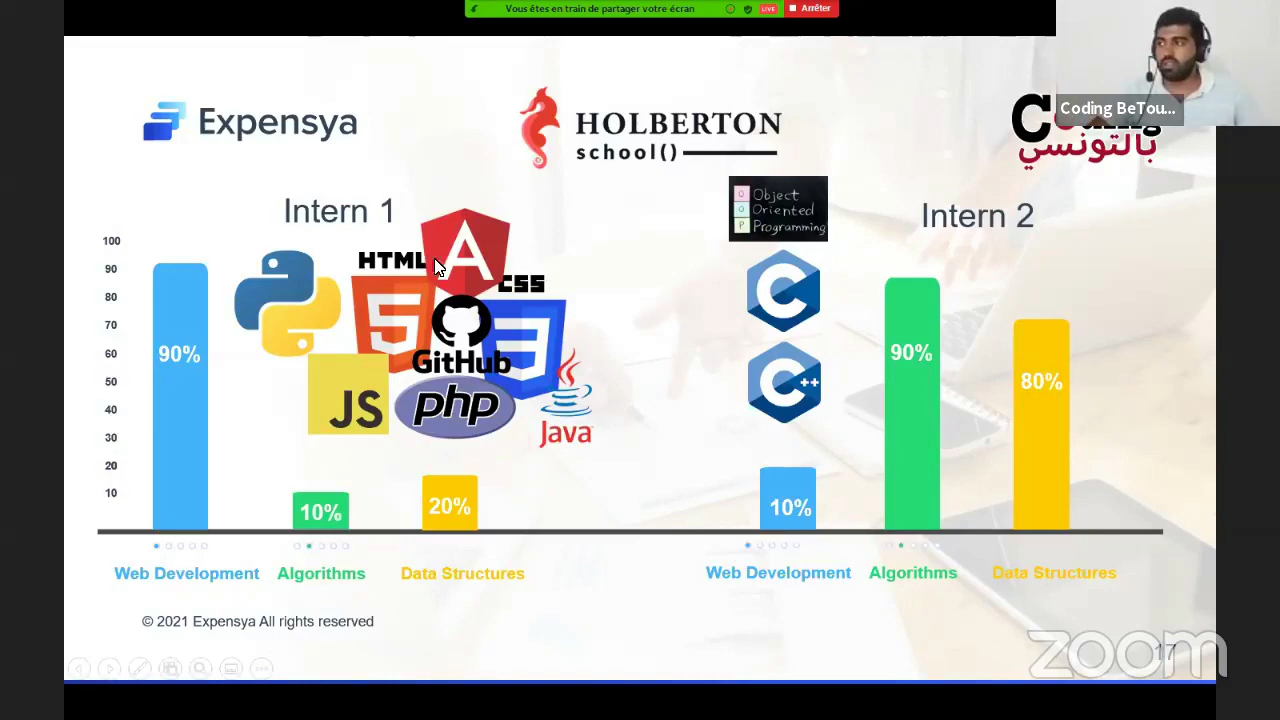 Vous êtes en train de partager votre écran
LIVE
Arrêter
Coding BeTou...
Expensya
HOLBERTON
school()
C
بالتونسي
Intern 1
Object
Oriented
Programming
O
O
P
Intern 2
100
90
80
70
60
50
40
30
20
10
HTML
5
A
CSS
3
GitHub
JS
php
Java
C
C++
90%
10%
20%
10%
90%
80%
Web Development
Algorithms
Data Structures
Web Development
Algorithms
Data Structures
© 2021 Expensya All rights reserved
17
zoom